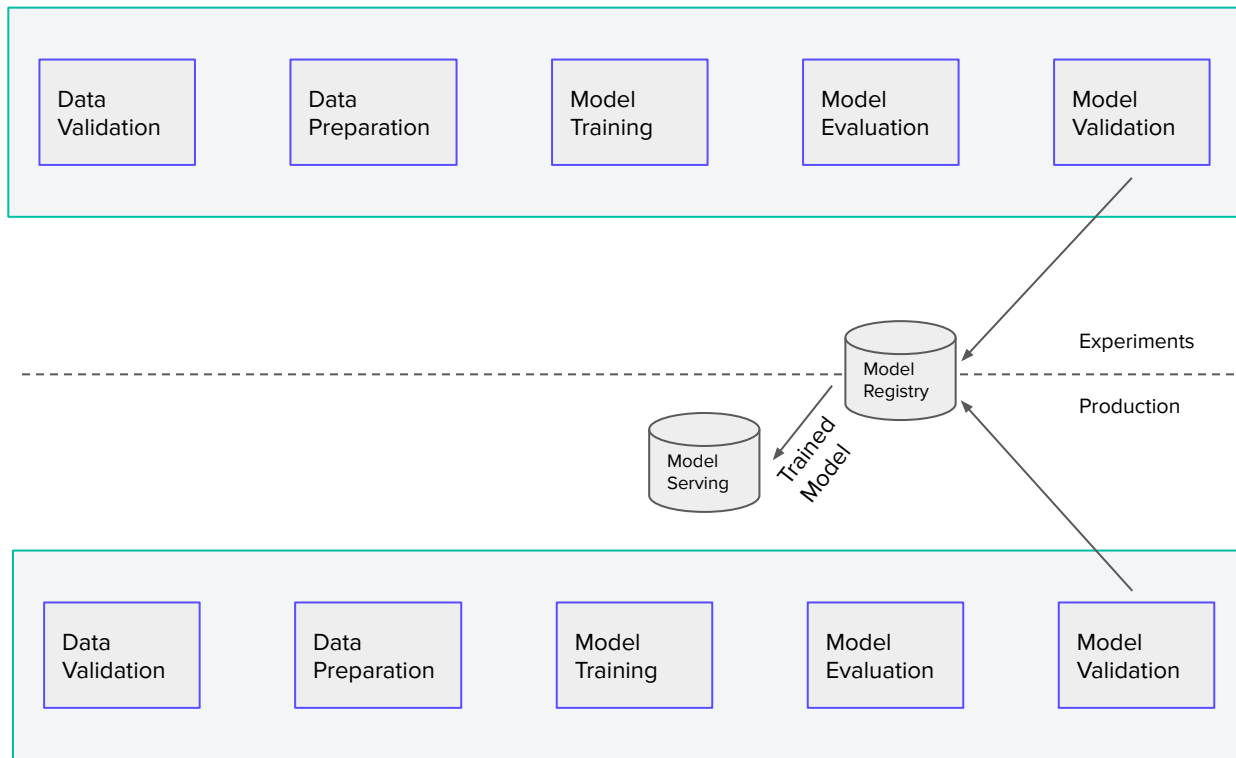 Data
Validation
Data
Preparation
Model
Training
Model
Evaluation
Model
Validation
Experiments
Model
Registry
Production
Trained
Model
Model
Serving
Data
Validation
Data
Preparation
Model
Training
Model
Evaluation
Model
Validation